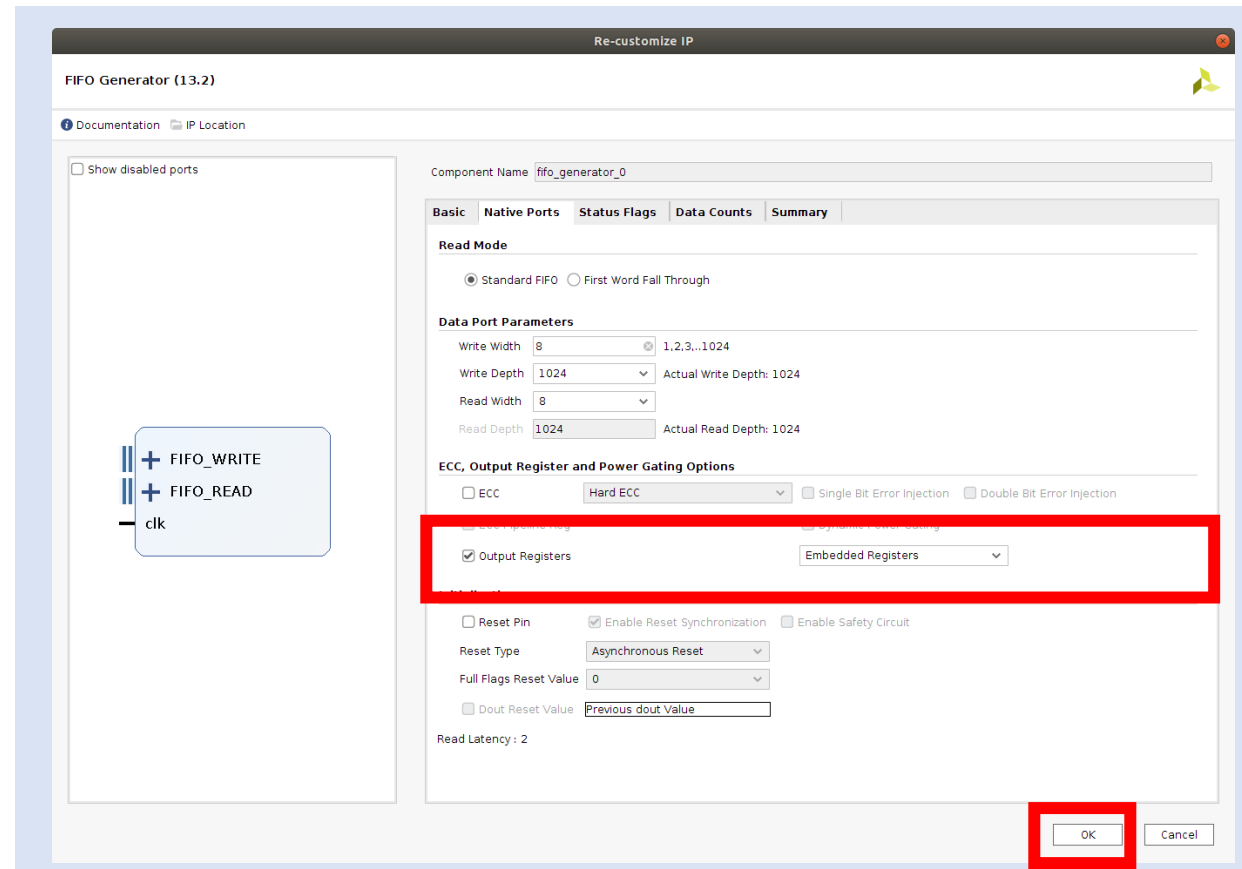 Re-customize IP
FIFO Generator (13.2)
Documentation IP Location
Show disabled ports
Component Name fifo_generator_0
Basic Native Ports Status Flags Data Counts Summary
Read Mode
Standard FIFO First Word Fall Through
Data Port Parameters
Write Width 8 1,2,3,..1024
Write Depth 1024 Actual Write Depth: 1024
Read Width 8
Read Depth 1024 Actual Read Depth: 1024
FIFO_WRITE
FIFO_READ
clk
ECC, Output Register and Power Gating Options
ECC Hard ECC Single Bit Error Injection Double Bit Error Injection
Output Registers Embedded Registers
Reset Pin Enable Reset Synchronization Enable Safety Circuit
Reset Type Asynchronous Reset
Full Flags Reset Value 0
Dout Reset Value Previous dout Value
Read Latency : 2
OK Cancel